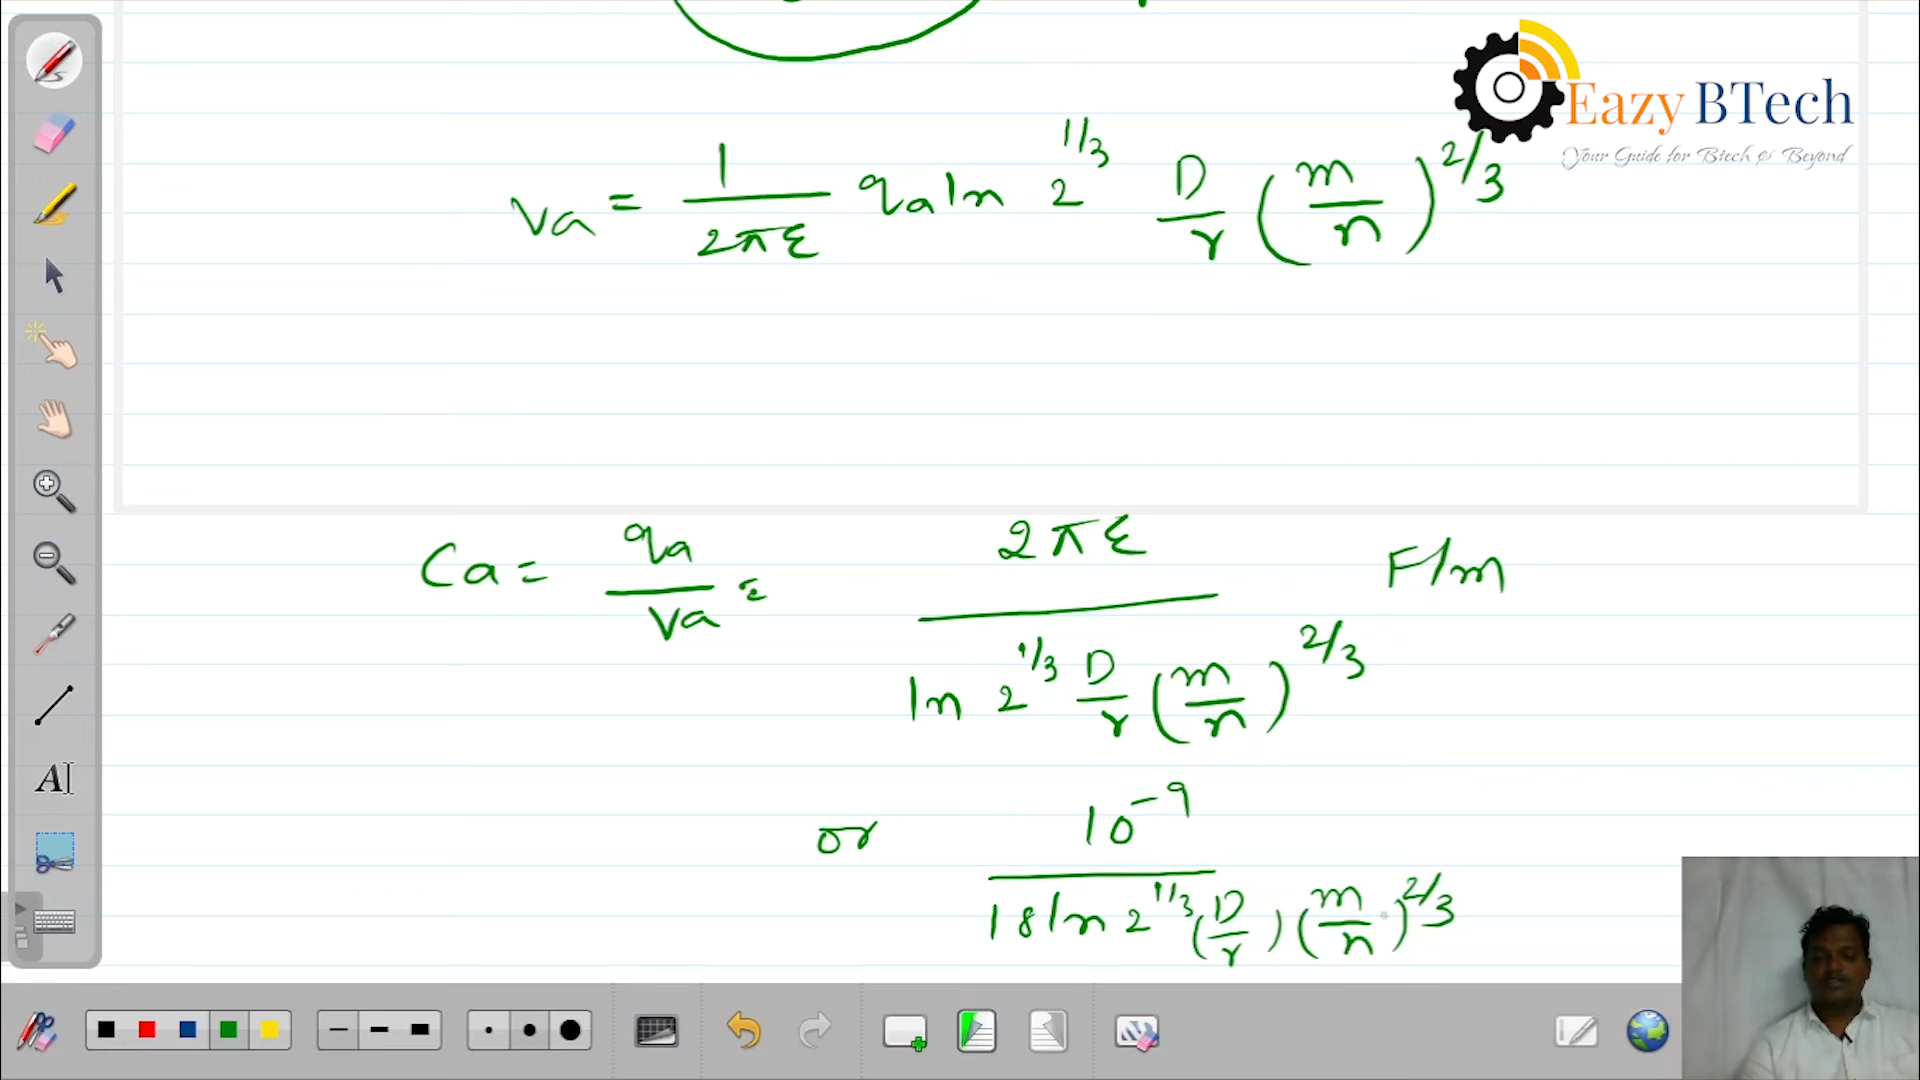 Eazy BTech
Your Guide for Btech & Beyond
Va = 1/2πε qa ln 2^1/3 D/r (m/n)^2/3
Ca = qa/Va = 2πε / ln 2^1/3 D/r (m/n)^2/3 F/m
or 10^-9 / 18 ln 2^1/3 (D/r) (m/n)^2/3